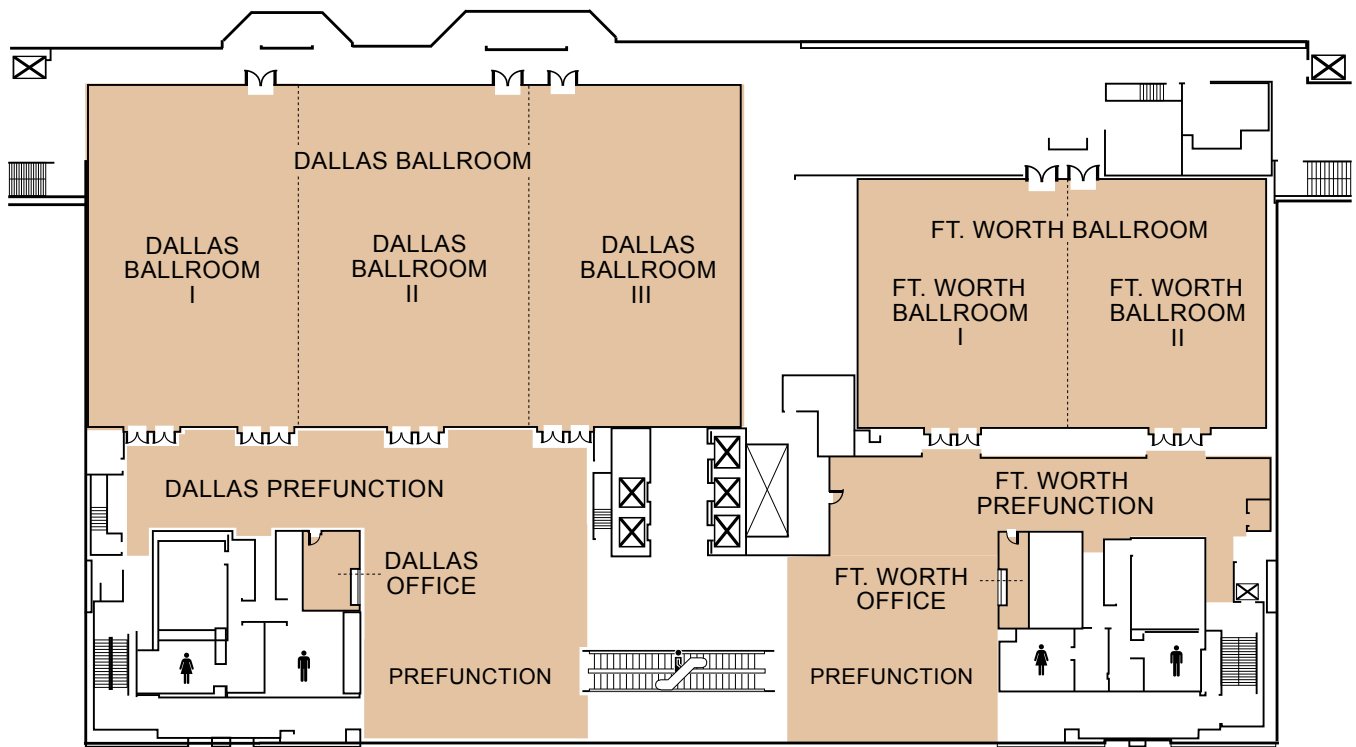 DALLAS BALLROOM
DALLAS
BALLROOM
I
DALLAS
BALLROOM
II
DALLAS
BALLROOM
III
FT. WORTH BALLROOM
FT. WORTH
BALLROOM
I
FT. WORTH
BALLROOM
II
DALLAS PREFUNCTION
FT. WORTH
PREFUNCTION
DALLAS
OFFICE
FT. WORTH
OFFICE
PREFUNCTION
PREFUNCTION